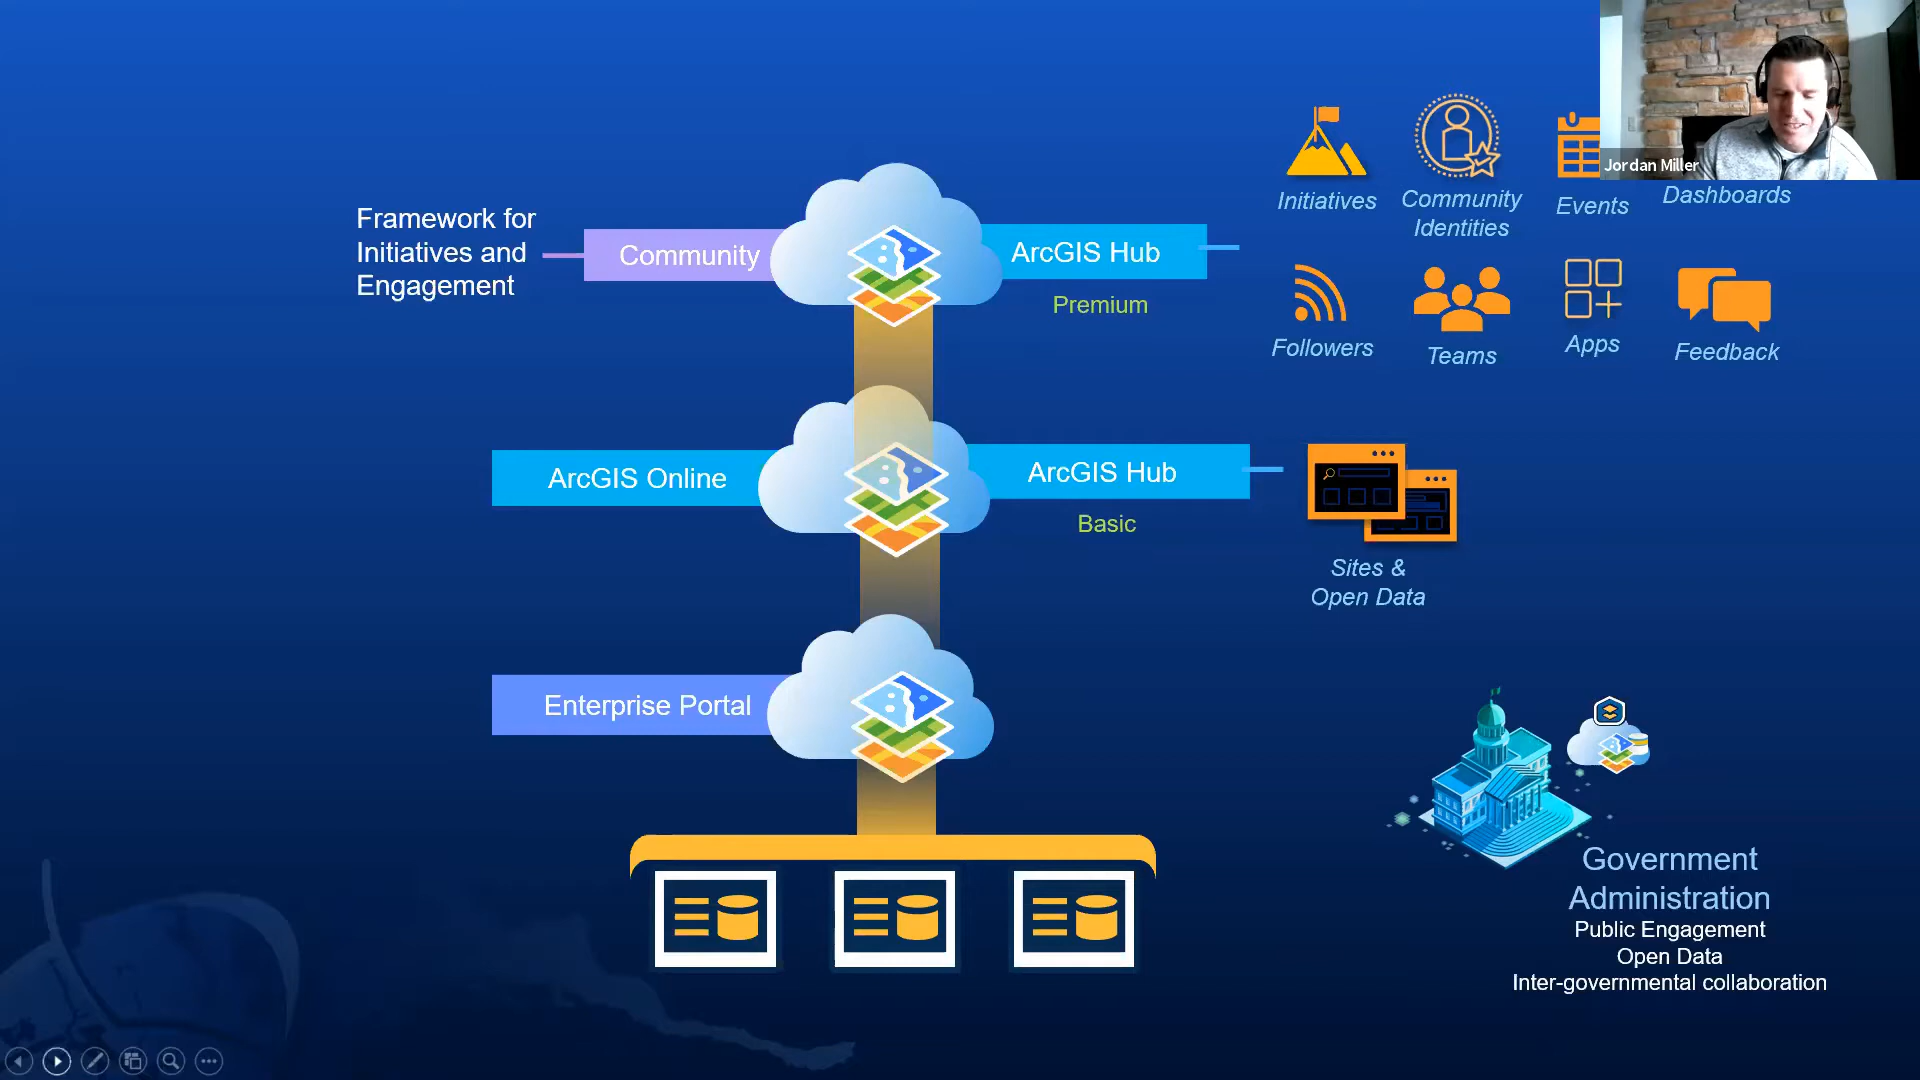 Jordan Miller
Initiatives
Community
Identities
Events
Dashboards
Framework for
Initiatives and
Engagement
Community
ArcGIS Hub
Premium
Followers
Teams
Apps
Feedback
ArcGIS Online
ArcGIS Hub
Basic
Sites &
Open Data
Enterprise Portal
Government
Administration
Public Engagement
Open Data
Inter-governmental collaboration